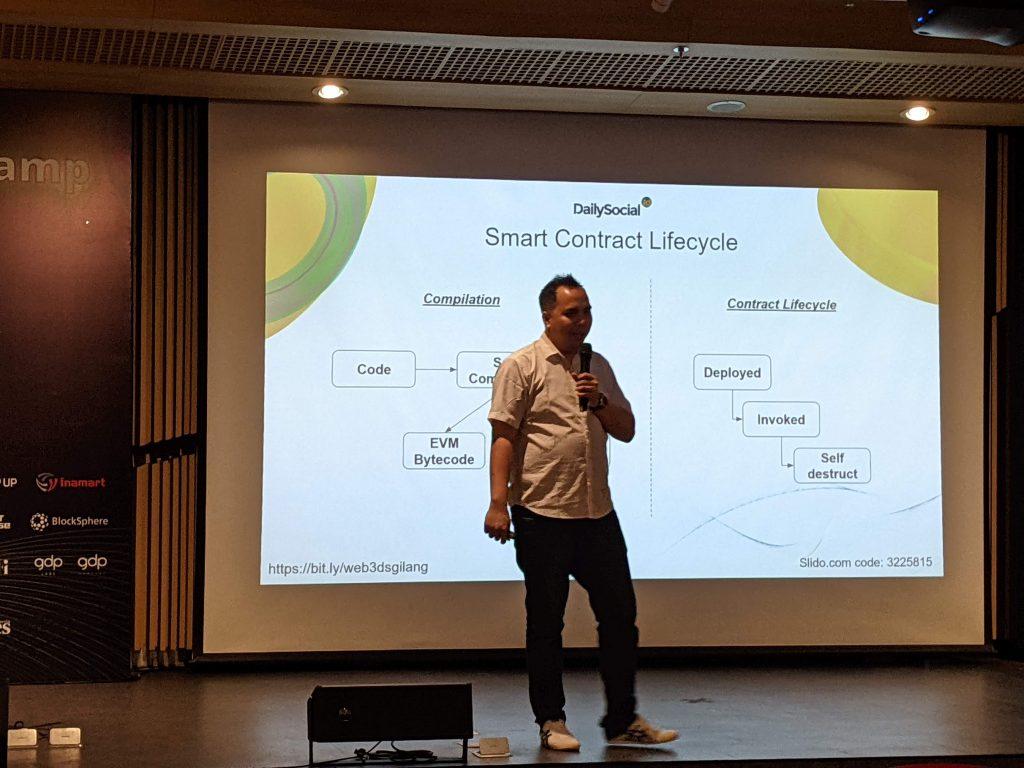 amp
DailySocial
Smart Contract Lifecycle
Compilation
Contract Lifecycle
Code
EVM
Bytecode
Deployed
Invoked
Self
destruct
https://bit.ly/web3dsgilang
Slido.com code: 3225815
UP
inamart
BlockSphere
gdp
gdp